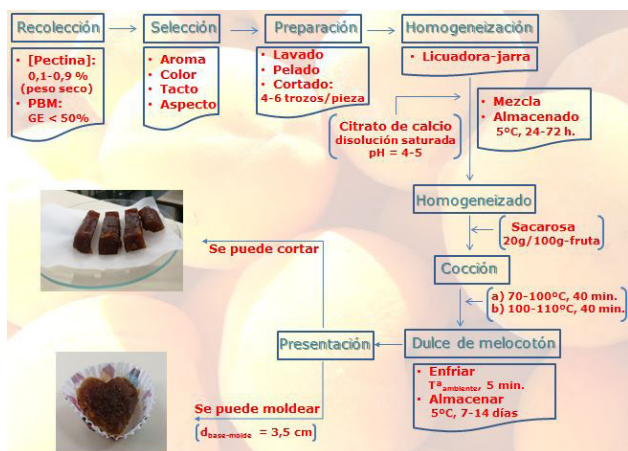 Recolección
• [Pectina]:
0,1-0,9 %
(peso seco)
• PBM:
GE < 50%
Selección
• Aroma
• Color
• Tacto
• Aspecto
Preparación
• Lavado
• Pelado
• Cortado:
4-6 trozos/pieza
Homogeneización
• Licuadora-jarra
Citrato de calcio
disolución saturada
pH = 4-5
• Mezcla
• Almacenado
5ºC, 24-72 h.
Homogeneizado
Sacarosa
20g/100g-fruta
Cocción
a) 70-100ºC, 40 min.
b) 100-110ºC, 40 min.
Dulce de melocotón
• Enfriar
Tª ambiente, 5 min.
• Almacenar
5ºC, 7-14 días
Presentación
Se puede cortar
Se puede moldear
(d base-molde = 3,5 cm)